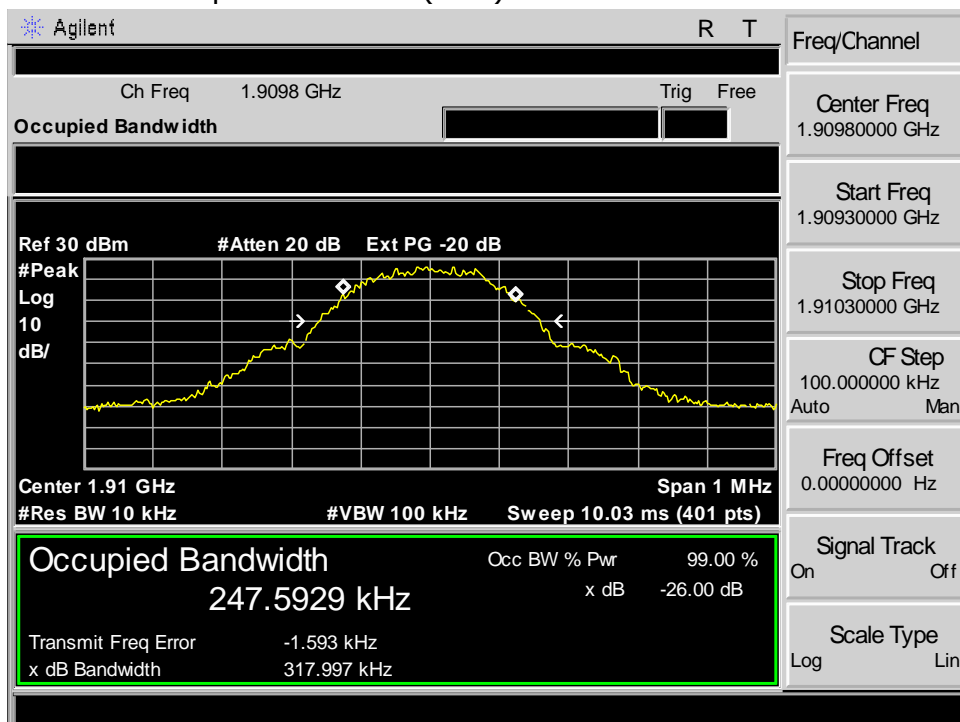 Agilent R T
Ch Freq 1.9098 GHz Trig Free
Occupied Bandwidth
Ref 30 dBm #Atten 20 dB Ext PG -20 dB
#Peak
Log
10
dB/
Center 1.91 GHz Span 1 MHz
#Res BW 10 kHz #VBW 100 kHz Sweep 10.03 ms (401 pts)
Occupied Bandwidth
247.5929 kHz
Occ BW % Pwr 99.00 %
x dB -26.00 dB
Transmit Freq Error -1.593 kHz
x dB Bandwidth 317.997 kHz
Freq/Channel
Center Freq
1.90980000 GHz
Start Freq
1.90930000 GHz
Stop Freq
1.91030000 GHz
CF Step
100.000000 kHz
Auto Man
Freq Offset
0.00000000 Hz
Signal Track
On Off
Scale Type
Log Lin